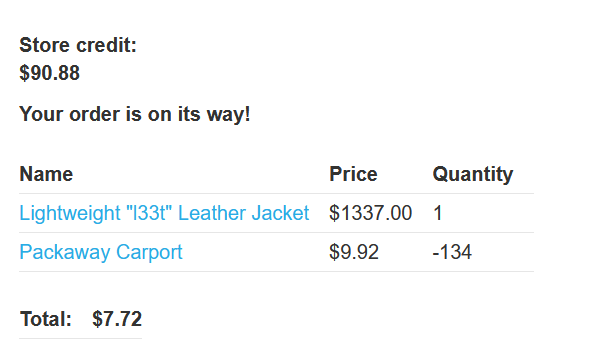 Store credit:
$90.88
Your order is on its way!
Name Price Quantity
Lightweight "l33t" Leather Jacket $1337.00 1
Packaway Carport $9.92 -134
Total: $7.72